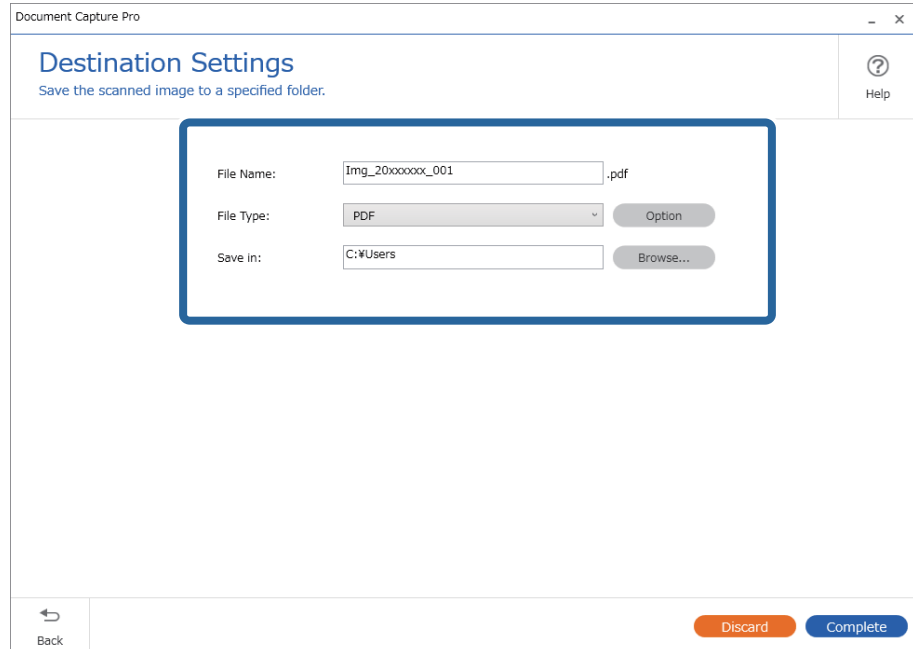 Document Capture Pro
Destination Settings
Save the scanned image to a specified folder.
Help
File Name: Img_20xxxxxx_001 .pdf
File Type: PDF Option
Save in: C:¥Users Browse...
Back
Discard Complete